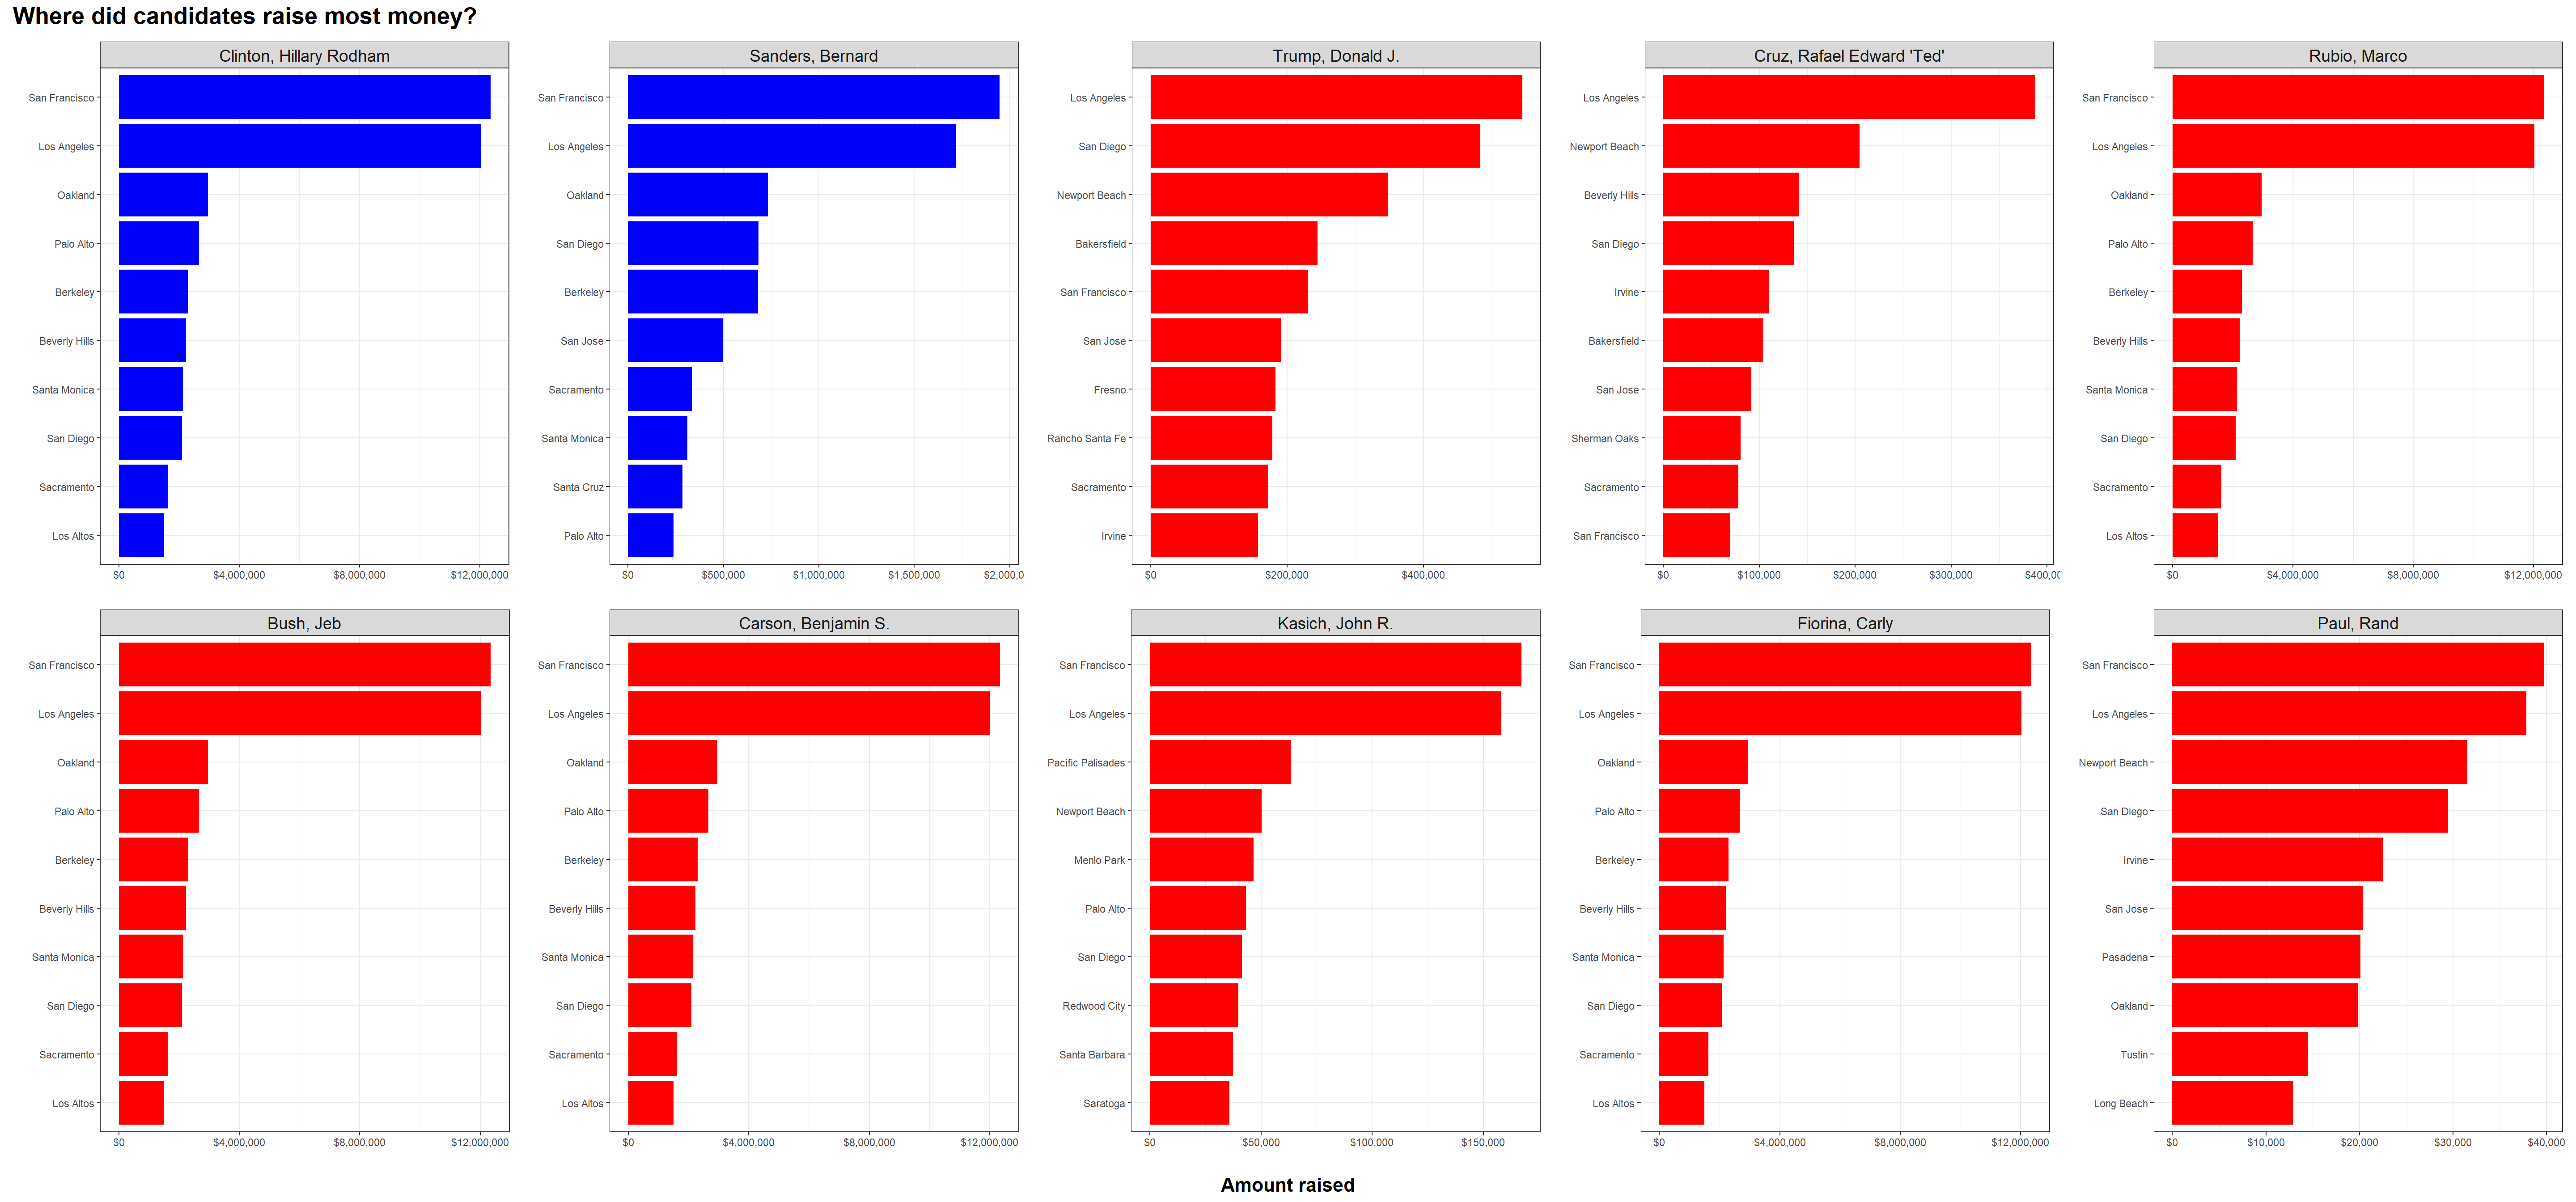 Where did candidates raise most money?
Clinton, Hillary Rodham
San Francisco
Los Angeles
Oakland
Palo Alto
Berkeley
Beverly Hills
Santa Monica
San Diego
Sacramento
Los Altos
$0 $4,000,000 $8,000,000 $12,000,000
Sanders, Bernard
San Francisco
Los Angeles
Oakland
San Diego
Berkeley
San Jose
Sacramento
Santa Monica
Santa Cruz
Palo Alto
$0 $500,000 $1,000,000 $1,500,000 $2,000,0
Trump, Donald J.
Los Angeles
San Diego
Newport Beach
Bakersfield
San Francisco
San Jose
Fresno
Rancho Santa Fe
Sacramento
Irvine
$0 $200,000 $400,000
Cruz, Rafael Edward 'Ted'
Los Angeles
Newport Beach
Beverly Hills
San Diego
Irvine
Bakersfield
San Jose
Sherman Oaks
Sacramento
San Francisco
$0 $100,000 $200,000 $300,000 $400,00
Rubio, Marco
San Francisco
Los Angeles
Oakland
Palo Alto
Berkeley
Beverly Hills
Santa Monica
San Diego
Sacramento
Los Altos
$0 $4,000,000 $8,000,000 $12,000,000
Bush, Jeb
San Francisco
Los Angeles
Oakland
Palo Alto
Berkeley
Beverly Hills
Santa Monica
San Diego
Sacramento
Los Altos
$0 $4,000,000 $8,000,000 $12,000,000
Carson, Benjamin S.
San Francisco
Los Angeles
Oakland
Palo Alto
Berkeley
Beverly Hills
Santa Monica
San Diego
Sacramento
Los Altos
$0 $4,000,000 $8,000,000 $12,000,000
Kasich, John R.
San Francisco
Los Angeles
Pacific Palisades
Newport Beach
Menlo Park
Palo Alto
San Diego
Redwood City
Santa Barbara
Saratoga
$0 $50,000 $100,000 $150,000
Fiorina, Carly
San Francisco
Los Angeles
Oakland
Palo Alto
Berkeley
Beverly Hills
Santa Monica
San Diego
Sacramento
Los Altos
$0 $4,000,000 $8,000,000 $12,000,000
Paul, Rand
San Francisco
Los Angeles
Newport Beach
San Diego
Irvine
San Jose
Pasadena
Oakland
Tustin
Long Beach
$0 $10,000 $20,000 $30,000 $40,000
Amount raised